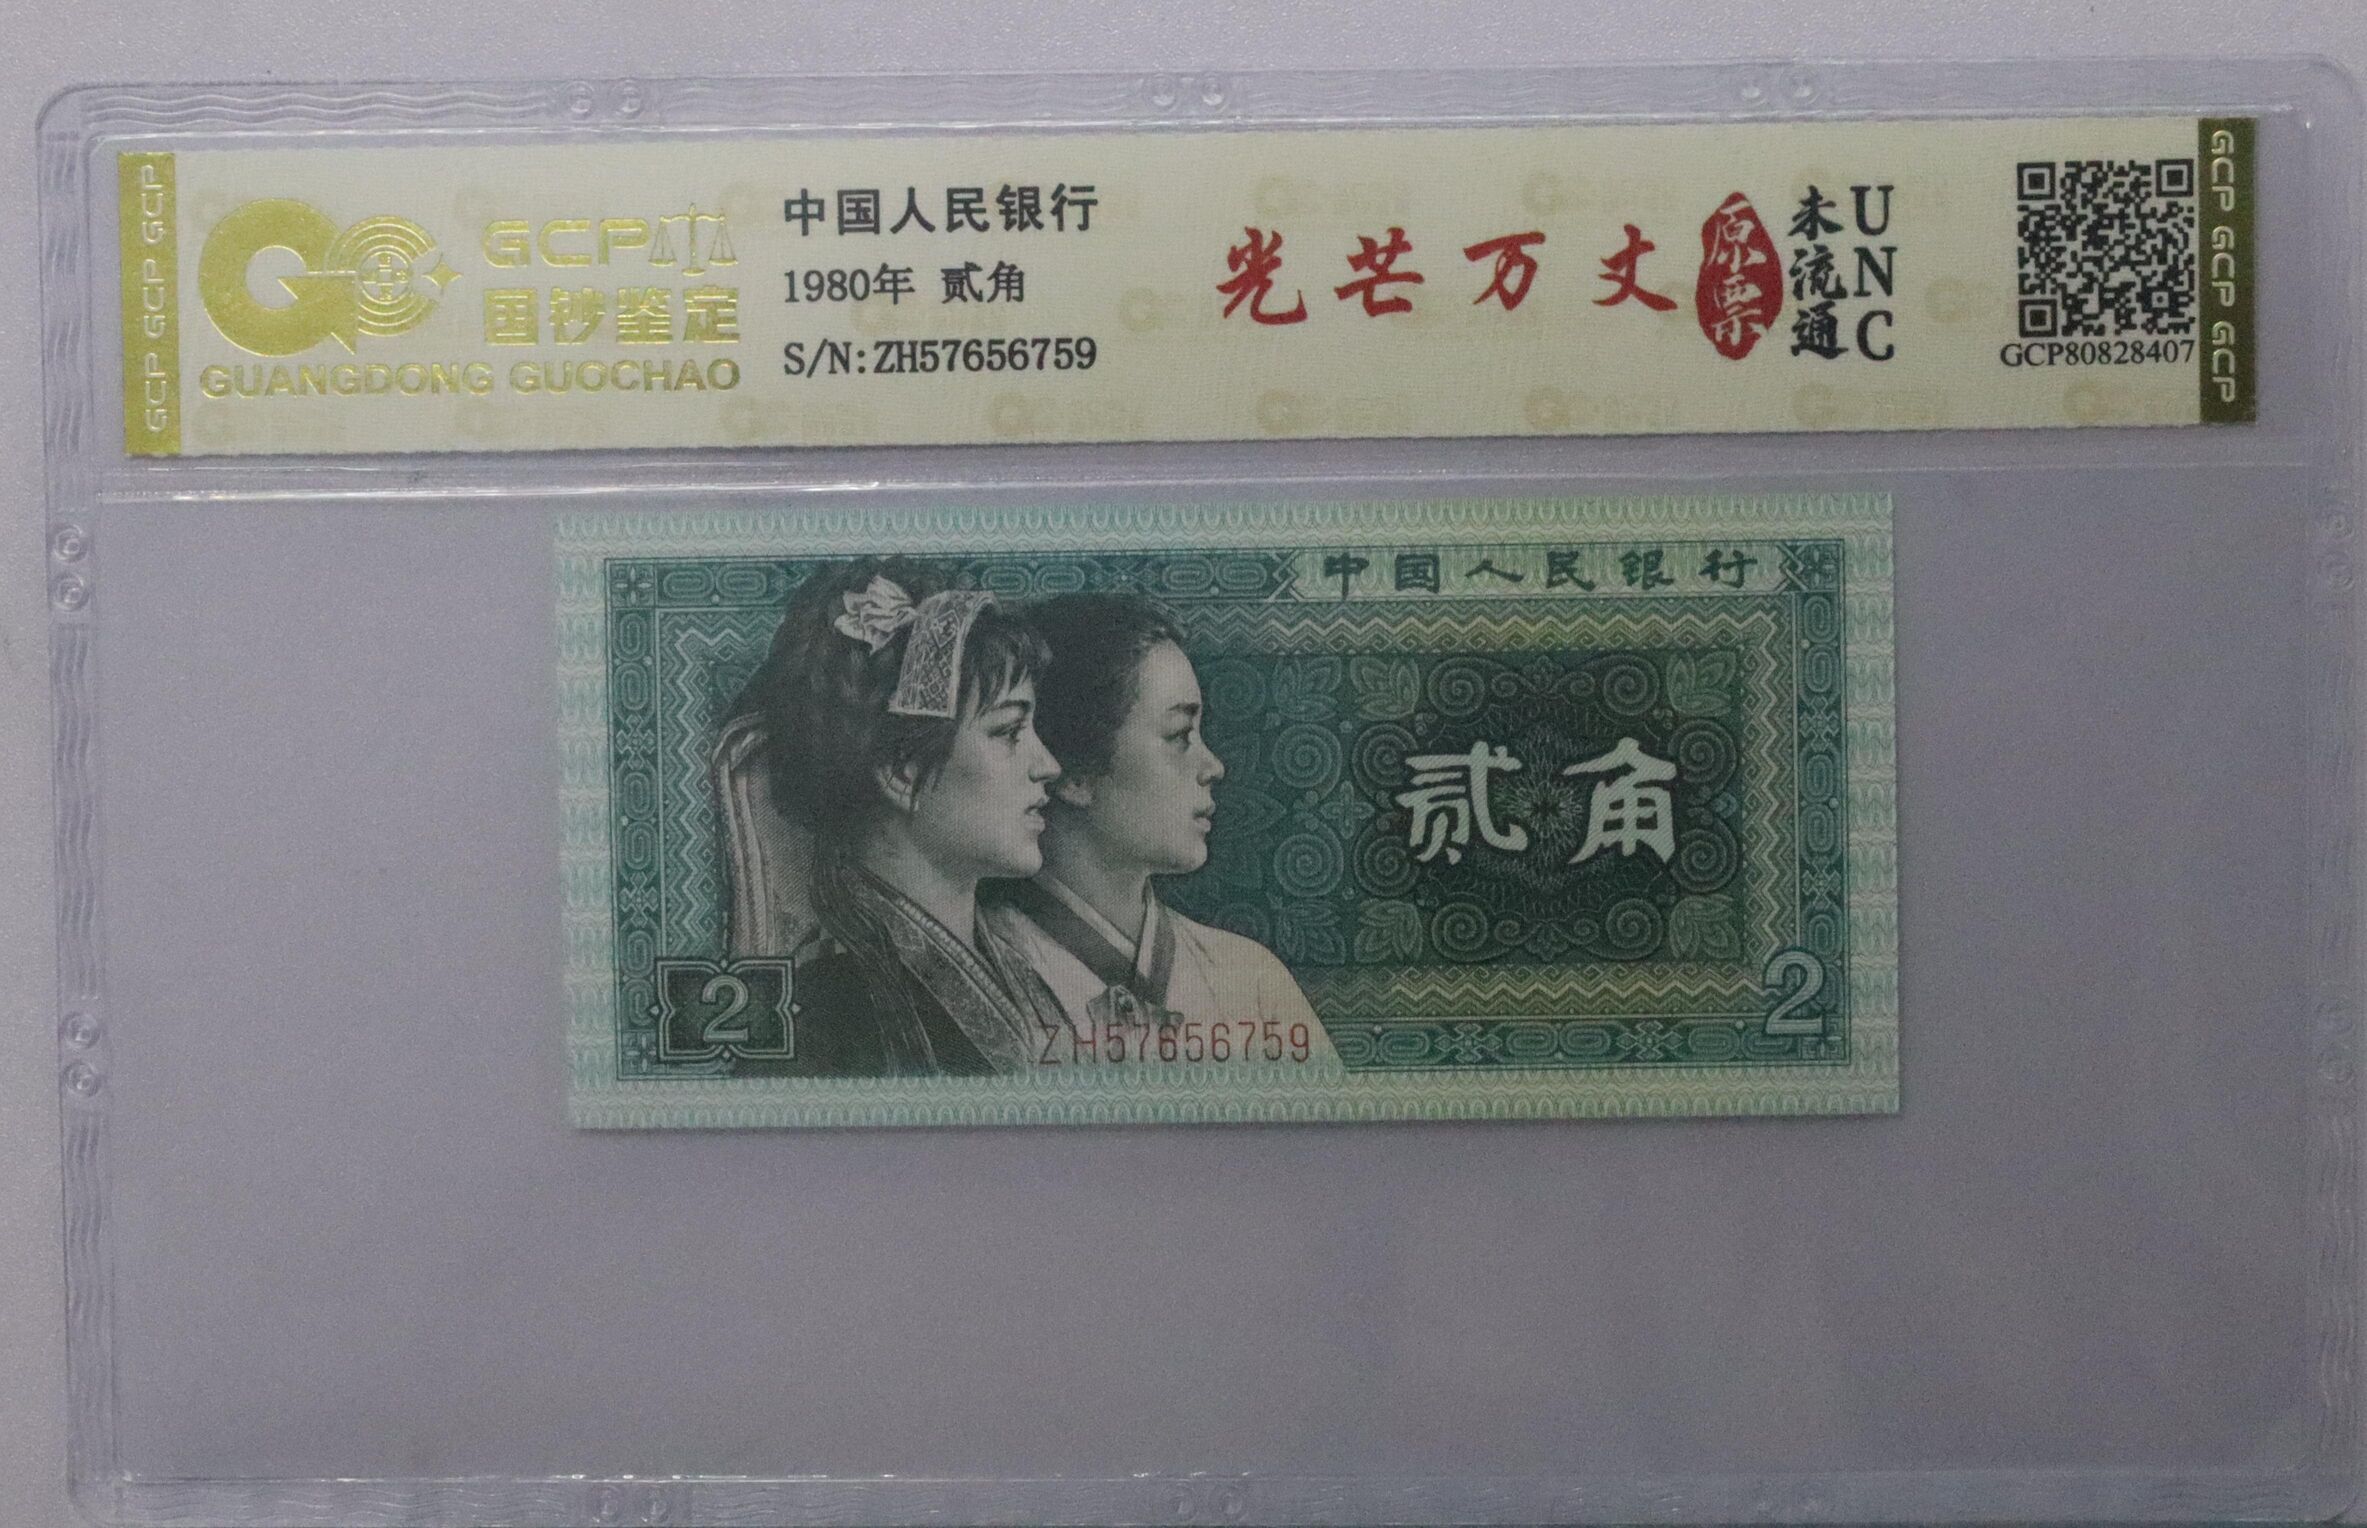 GCP GCP GCP
GCP
国钞鉴定
GUANGDONG GUOCHAO
中国人民银行
1980年 贰角
S/N:ZH57656759
光芒万丈
原票
未流通
UNC
GCP80828407
GCP GCP GCP
中国人民银行
贰角
2
2
ZH57656759